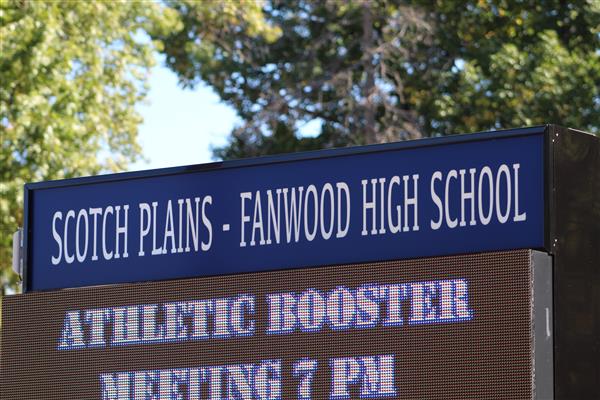 SCOTCH PLAINS - FANWOOD HIGH SCHOOL
ATHLETIC BOOSTER
MEETING 7 PM